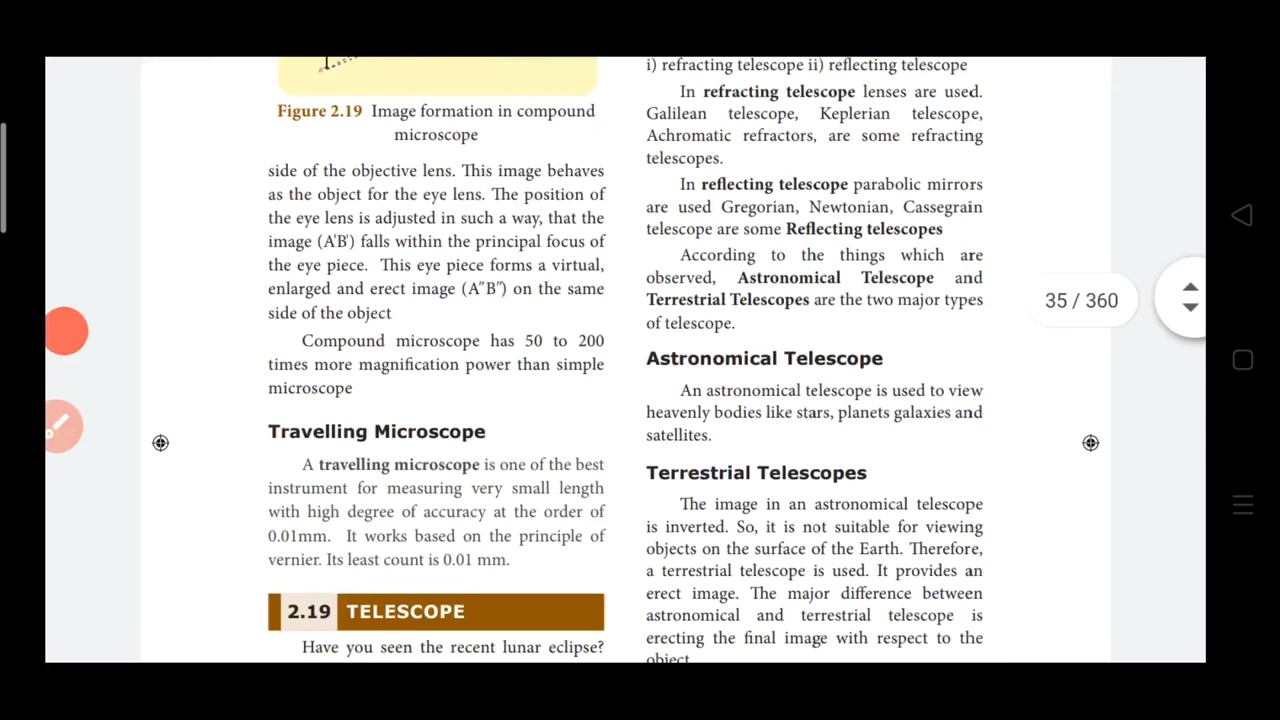 Figure 2.19 Image formation in compound
microscope
side of the objective lens. This image behaves
as the object for the eye lens. The position of
the eye lens is adjusted in such a way, that the
image (A'B') falls within the principal focus of
the eye piece. This eye piece forms a virtual,
enlarged and erect image (A″B″) on the same
side of the object
Compound microscope has 50 to 200
times more magnification power than simple
microscope
Travelling Microscope
A travelling microscope is one of the best
instrument for measuring very small length
with high degree of accuracy at the order of
0.01mm. It works based on the principle of
vernier. Its least count is 0.01 mm.
2.19 TELESCOPE
Have you seen the recent lunar eclipse?
i) refracting telescope ii) reflecting telescope
In refracting telescope lenses are used.
Galilean telescope, Keplerian telescope,
Achromatic refractors, are some refracting
telescopes.
In reflecting telescope parabolic mirrors
are used Gregorian, Newtonian, Cassegrain
telescope are some Reflecting telescopes
According to the things which are
observed, Astronomical Telescope and
Terrestrial Telescopes are the two major types
of telescope.
Astronomical Telescope
An astronomical telescope is used to view
heavenly bodies like stars, planets galaxies and
satellites.
Terrestrial Telescopes
The image in an astronomical telescope
is inverted. So, it is not suitable for viewing
objects on the surface of the Earth. Therefore,
a terrestrial telescope is used. It provides an
erect image. The major difference between
astronomical and terrestrial telescope is
erecting the final image with respect to the
object
35 / 360